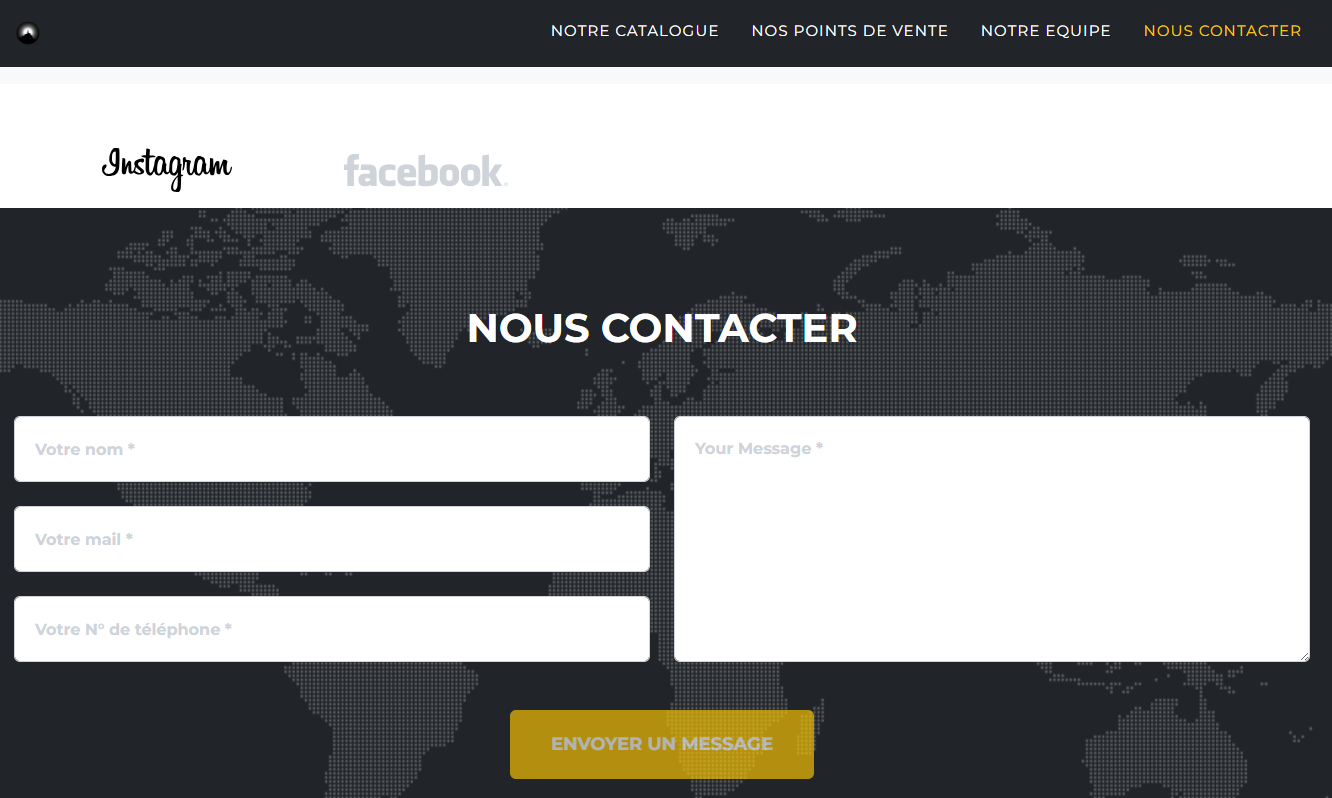 NOTRE CATALOGUE NOS POINTS DE VENTE NOTRE EQUIPE NOUS CONTACTER
Instagram facebook
NOUS CONTACTER
Votre nom *
Your Message *
Votre mail *
Votre N° de téléphone *
ENVOYER UN MESSAGE